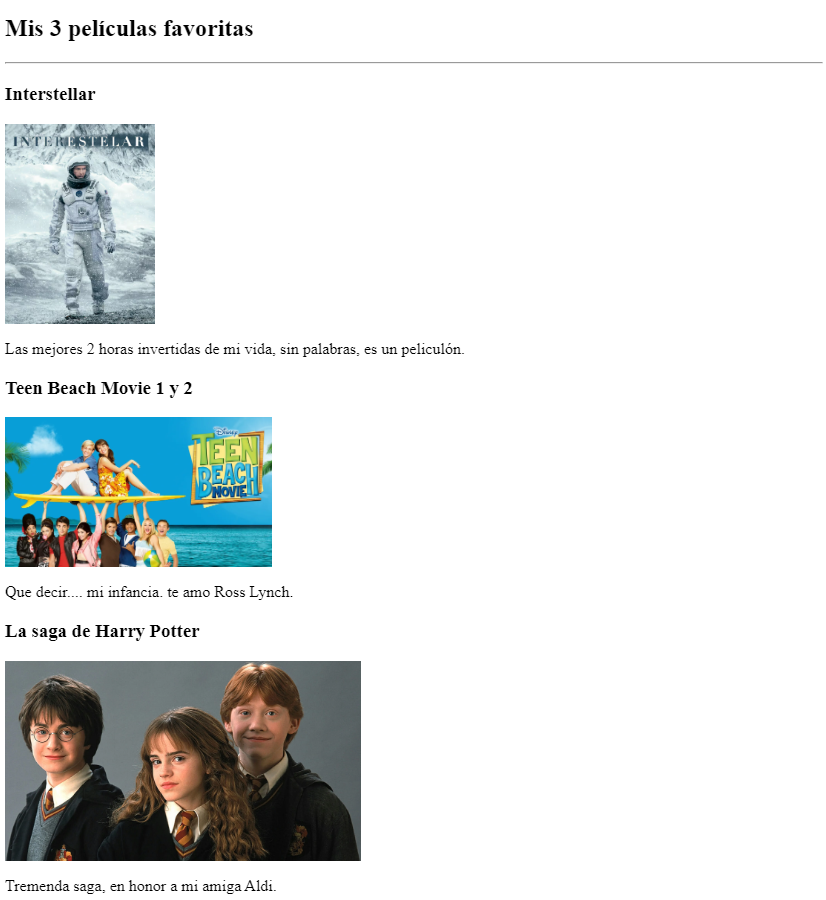 Mis 3 películas favoritas
Interstellar
INTERESTELAR
Las mejores 2 horas invertidas de mi vida, sin palabras, es un peliculón.
Teen Beach Movie 1 y 2
Disney
TEEN
BEACH
MOVIE
Que decir.... mi infancia. te amo Ross Lynch.
La saga de Harry Potter
Tremenda saga, en honor a mi amiga Aldi.